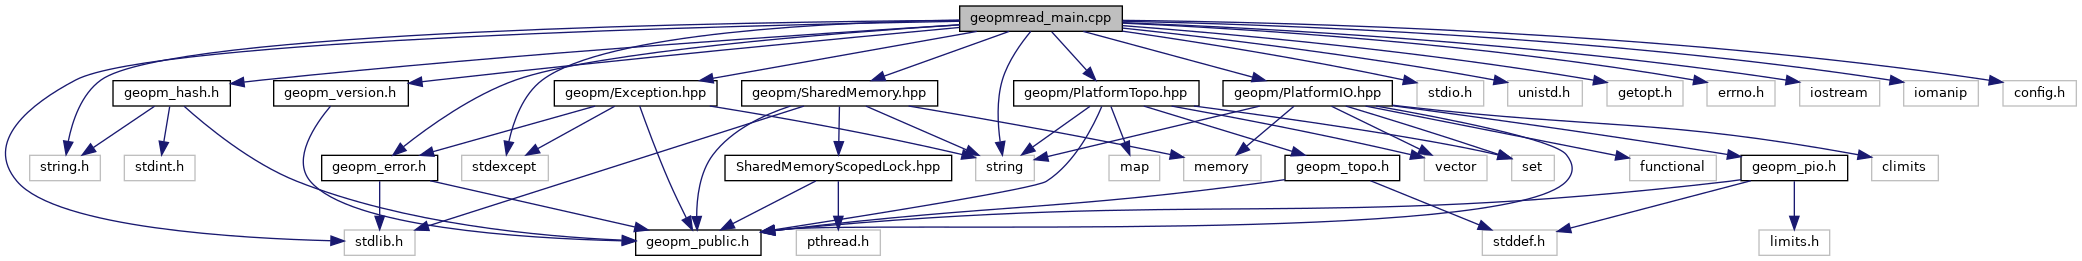 geopmread_main.cpp
geopm_hash.h
geopm_version.h
geopm/Exception.hpp
geopm/SharedMemory.hpp
geopm/PlatformTopo.hpp
geopm/PlatformIO.hpp
stdio.h
unistd.h
getopt.h
errno.h
iostream
iomanip
config.h
string.h
stdint.h
geopm_error.h
stdexcept
SharedMemoryScopedLock.hpp
string
map
memory
geopm_topo.h
vector
set
functional
geopm_pio.h
climits
stdlib.h
geopm_public.h
pthread.h
stddef.h
limits.h